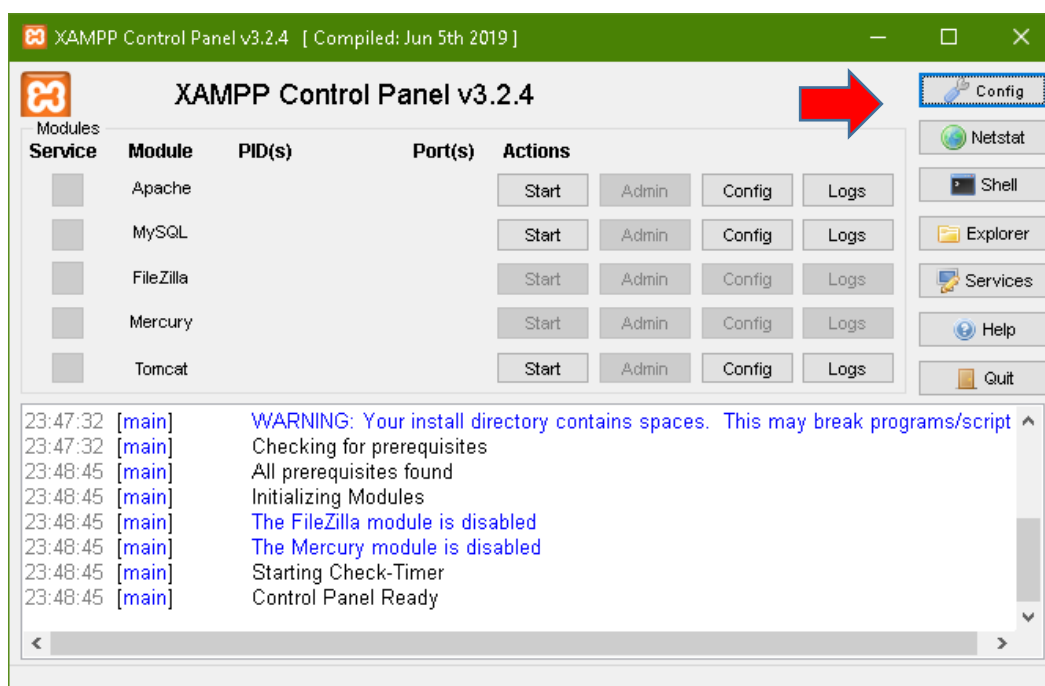 XAMPP Control Panel v3.2.4 [ Compiled: Jun 5th 2019 ]
XAMPP Control Panel v3.2.4
Config
Modules
Service Module PID(s) Port(s) Actions
Netstat
Apache Start Admin Config Logs
Shell
MySQL Start Admin Config Logs
Explorer
FileZilla Start Admin Config Logs
Services
Mercury Start Admin Config Logs
Help
Tomcat Start Admin Config Logs
Quit
23:47:32 [main] WARNING: Your install directory contains spaces. This may break programs/script
23:47:32 [main] Checking for prerequisites
23:48:45 [main] All prerequisites found
23:48:45 [main] Initializing Modules
23:48:45 [main] The FileZilla module is disabled
23:48:45 [main] The Mercury module is disabled
23:48:45 [main] Starting Check-Timer
23:48:45 [main] Control Panel Ready